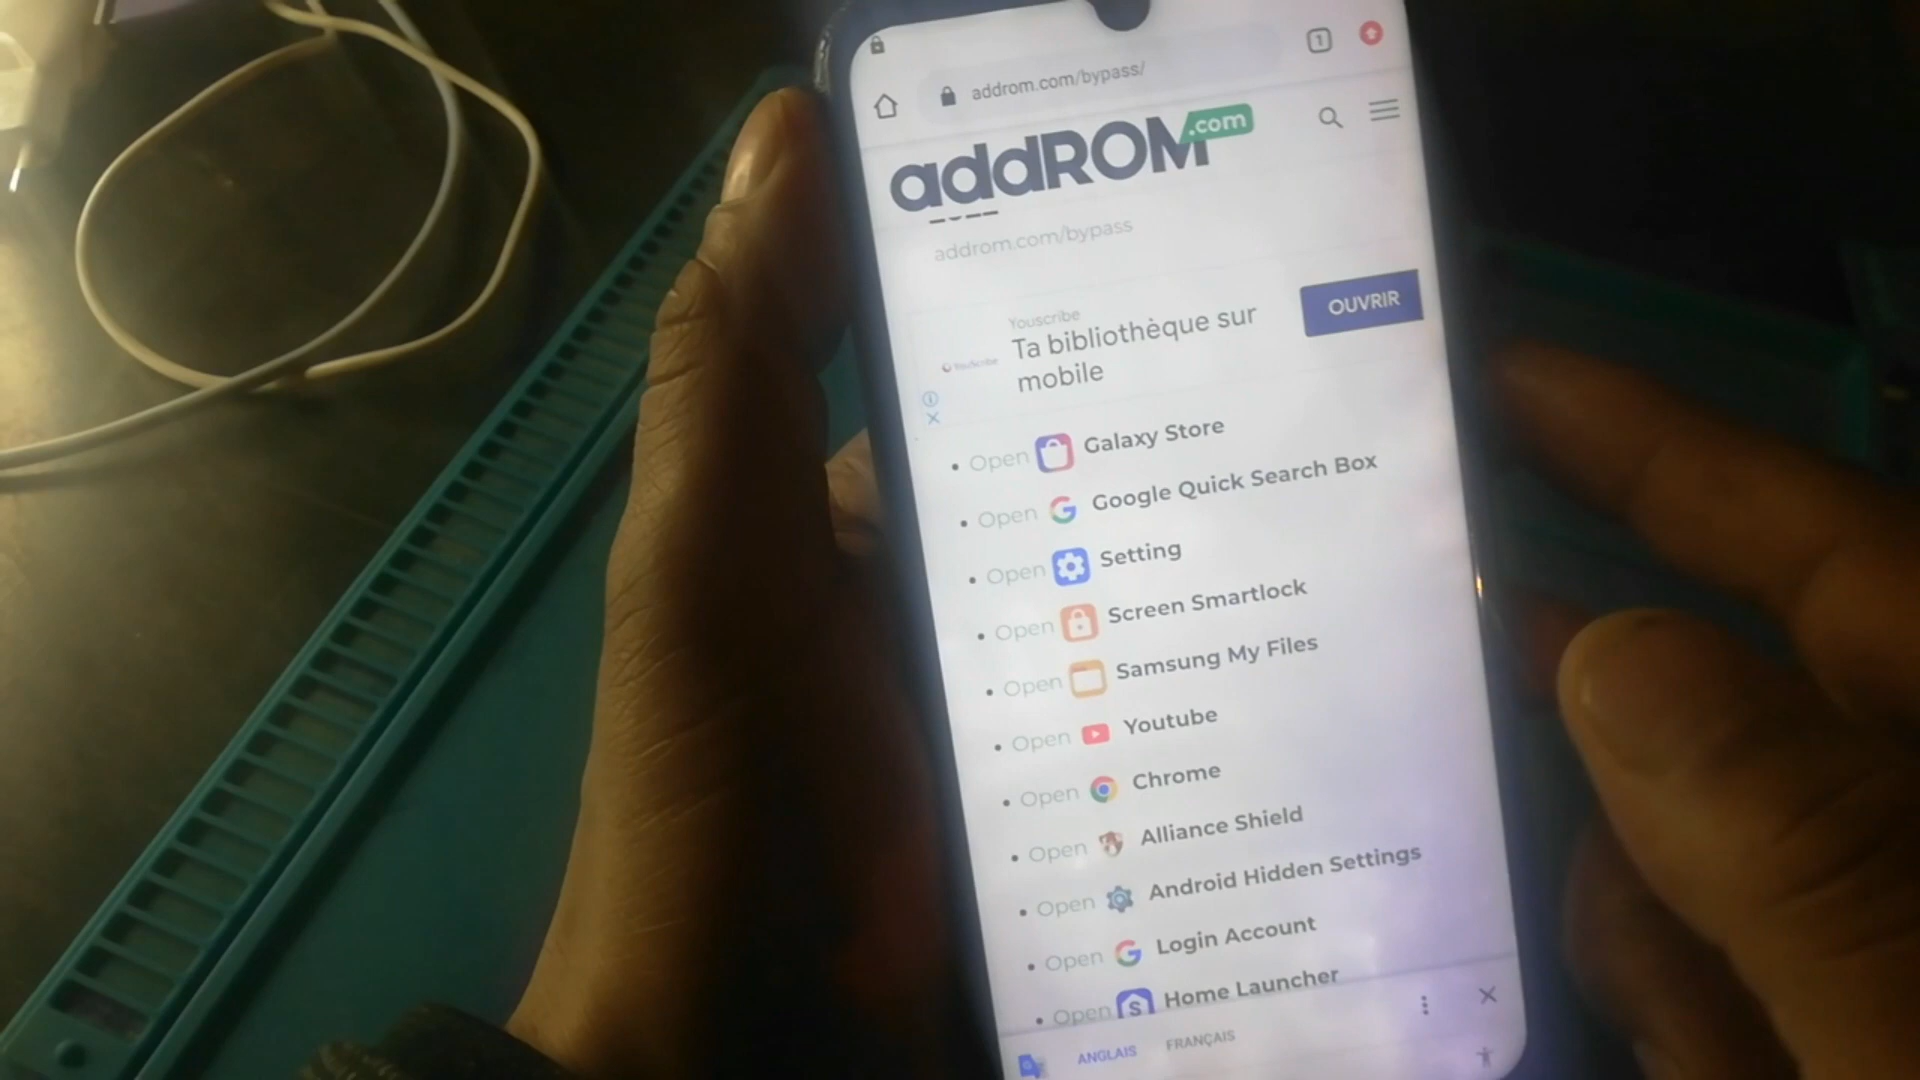 1
addrom.com/bypass/
addROM.com
addrom.com/bypass
Youscribe
Ta bibliothèque sur
mobile
OUVRIR
YouScribe
Open Galaxy Store
Open Google Quick Search Box
Open Setting
Open Screen Smartlock
Open Samsung My Files
Open Youtube
Open Chrome
Open Alliance Shield
Open Android Hidden Settings
Open Login Account
Open Home Launcher
ANGLAIS FRANÇAIS